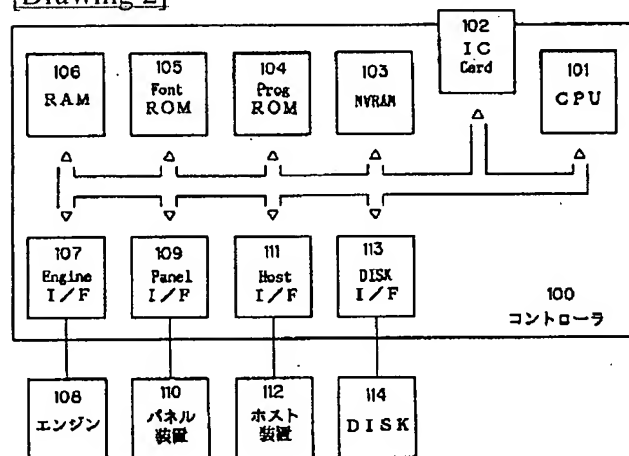 [Drawing 2]
102
IC
Card
106
RAM
105
Font
ROM
104
Prog
ROM
103
NVRAM
101
CPU
107
Engine
I/F
109
Panel
I/F
111
Host
I/F
113
DISK
I/F
100
コントローラ
108
エンジン
110
パネル
装置
112
ホスト
装置
114
DISK